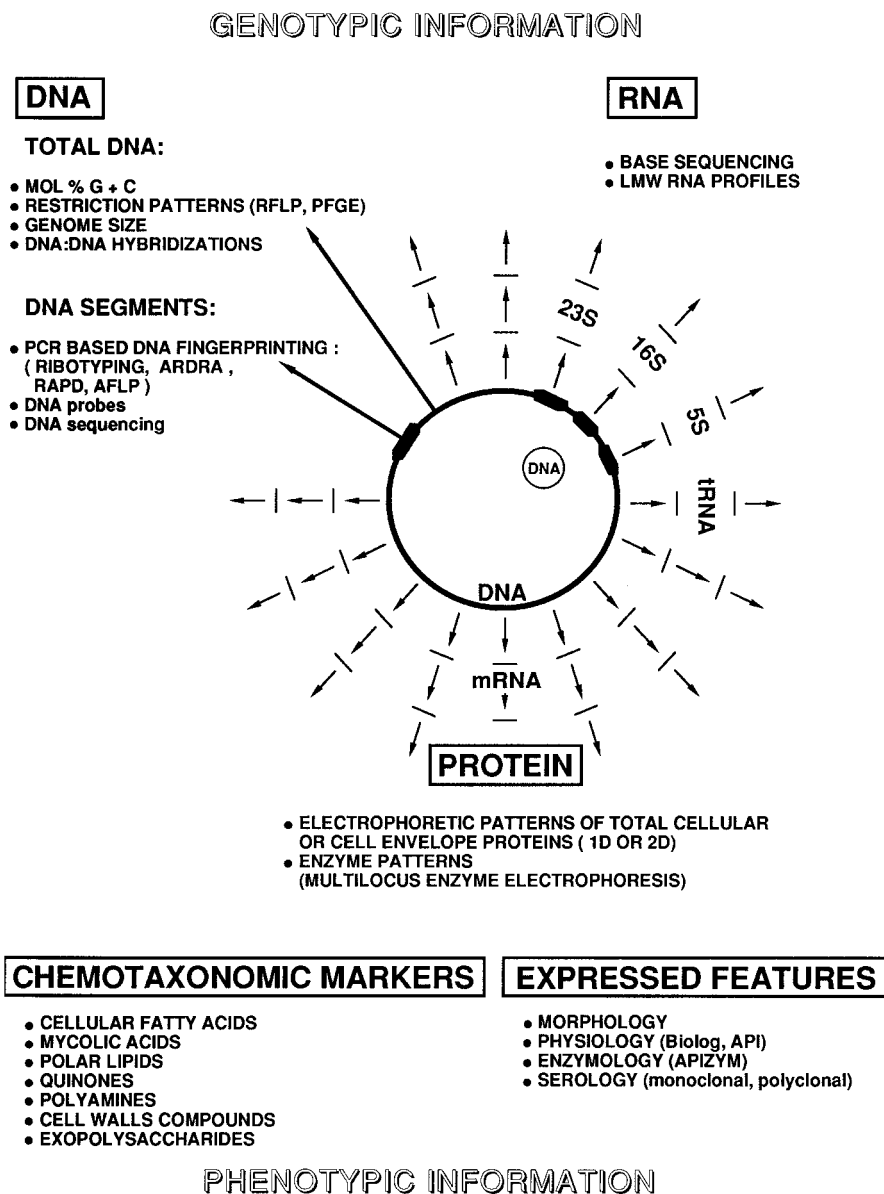 GENOTYPIC INFORMATION
DNA
TOTAL DNA:
• MOL % G + C
• RESTRICTION PATTERNS (RFLP, PFGE)
• GENOME SIZE
• DNA:DNA HYBRIDIZATIONS
DNA SEGMENTS:
• PCR BASED DNA FINGERPRINTING :
( RIBOTYPING, ARDRA ,
RAPD, AFLP )
• DNA probes
• DNA sequencing
RNA
• BASE SEQUENCING
• LMW RNA PROFILES
23S
16S
5S
tRNA
DNA
DNA
mRNA
PROTEIN
• ELECTROPHORETIC PATTERNS OF TOTAL CELLULAR
OR CELL ENVELOPE PROTEINS ( 1D OR 2D)
• ENZYME PATTERNS
(MULTILOCUS ENZYME ELECTROPHORESIS)
CHEMOTAXONOMIC MARKERS
• CELLULAR FATTY ACIDS
• MYCOLIC ACIDS
• POLAR LIPIDS
• QUINONES
• POLYAMINES
• CELL WALLS COMPOUNDS
• EXOPOLYSACCHARIDES
EXPRESSED FEATURES
• MORPHOLOGY
• PHYSIOLOGY (Biolog, API)
• ENZYMOLOGY (APIZYM)
• SEROLOGY (monoclonal, polyclonal)
PHENOTYPIC INFORMATION